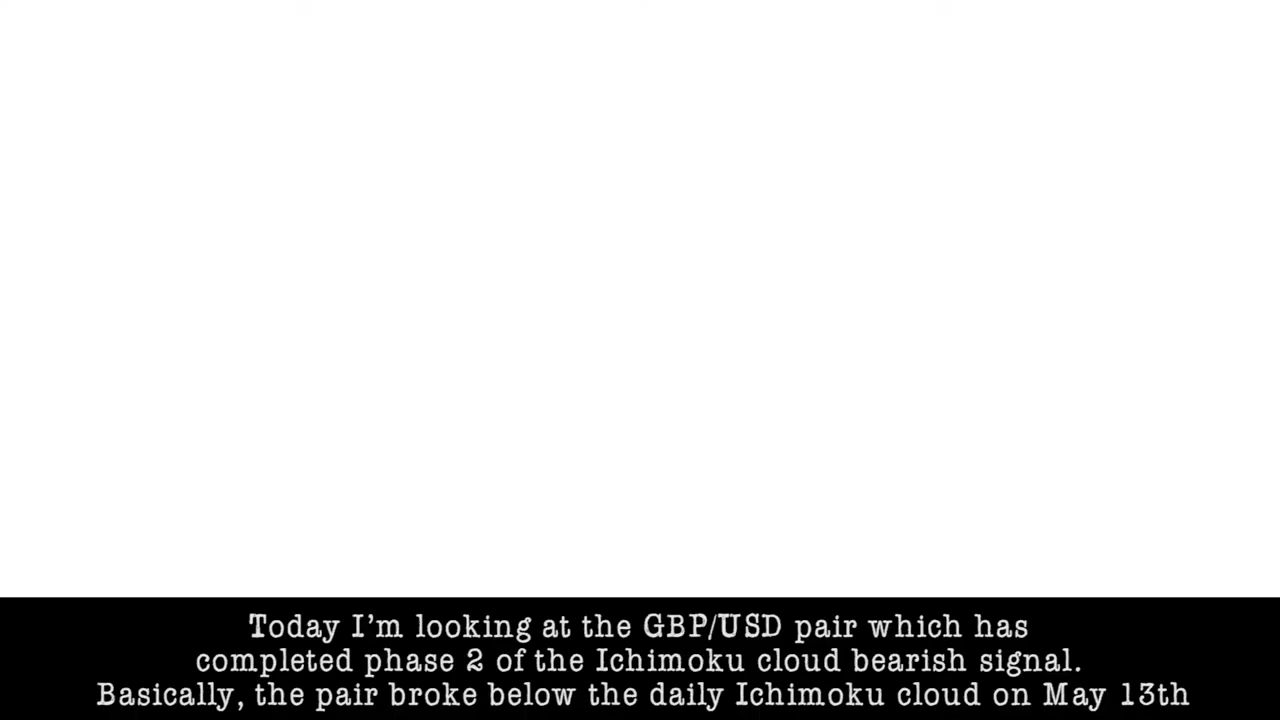 Today I'm looking at the GBP/USD pair which has
completed phase 2 of the Ichimoku cloud bearish signal.
Basically, the pair broke below the daily Ichimoku cloud on May 13th